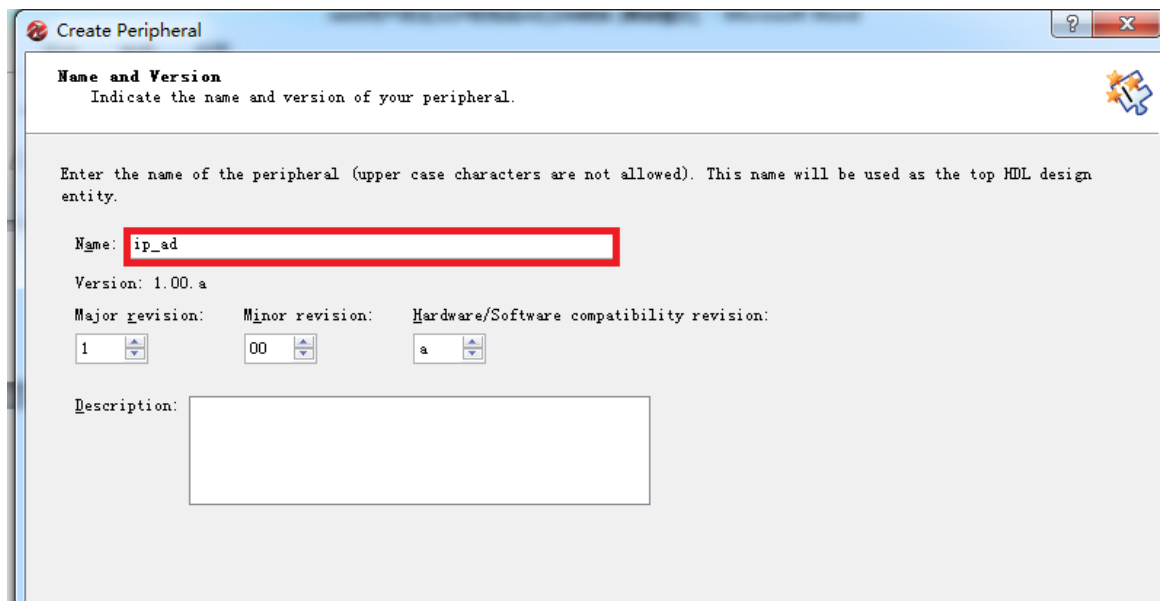 Create Peripheral
Name and Version
Indicate the name and version of your peripheral.
Enter the name of the peripheral (upper case characters are not allowed). This name will be used as the top HDL design
entity.
Name: ip_ad
Version: 1.00.a
Major revision: Minor revision: Hardware/Software compatibility revision:
1 00 a
Description: